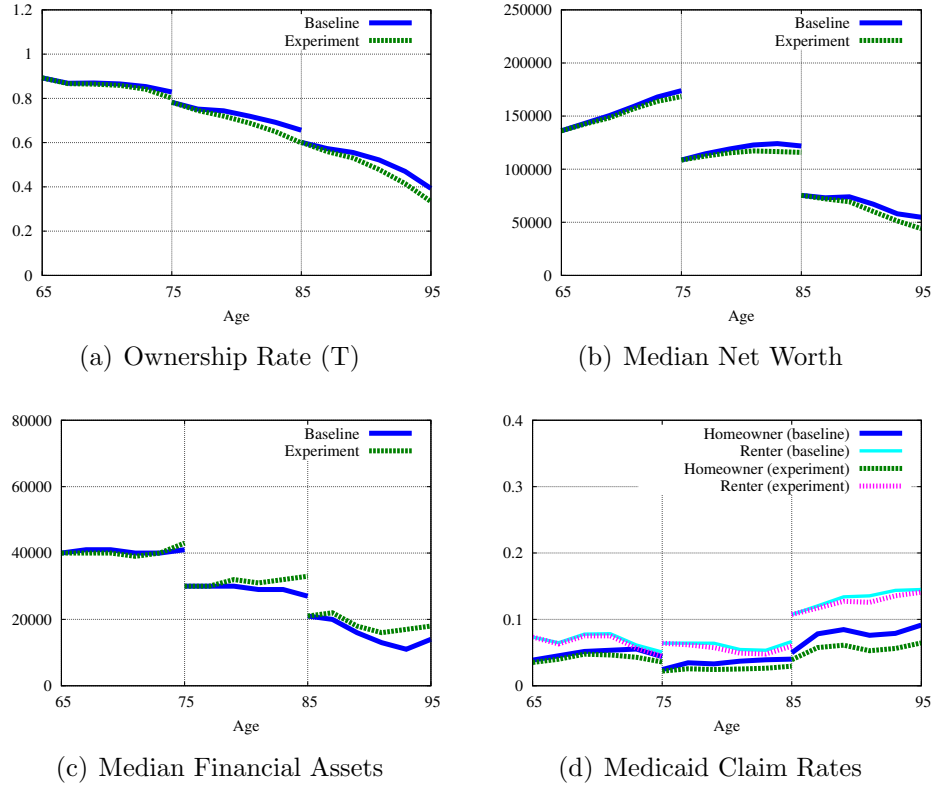 1.2
1
0.8
0.6
0.4
0.2
0
65
75
85
95
Age
Baseline
Experiment
(a) Ownership Rate (T)
250000
200000
150000
100000
50000
0
65
75
85
95
Age
Baseline
Experiment
(b) Median Net Worth
80000
60000
40000
20000
0
65
75
85
95
Age
Baseline
Experiment
(c) Median Financial Assets
0.4
0.3
0.2
0.1
0
65
75
85
95
Age
Homeowner (baseline)
Renter (baseline)
Homeowner (experiment)
Renter (experiment)
(d) Medicaid Claim Rates